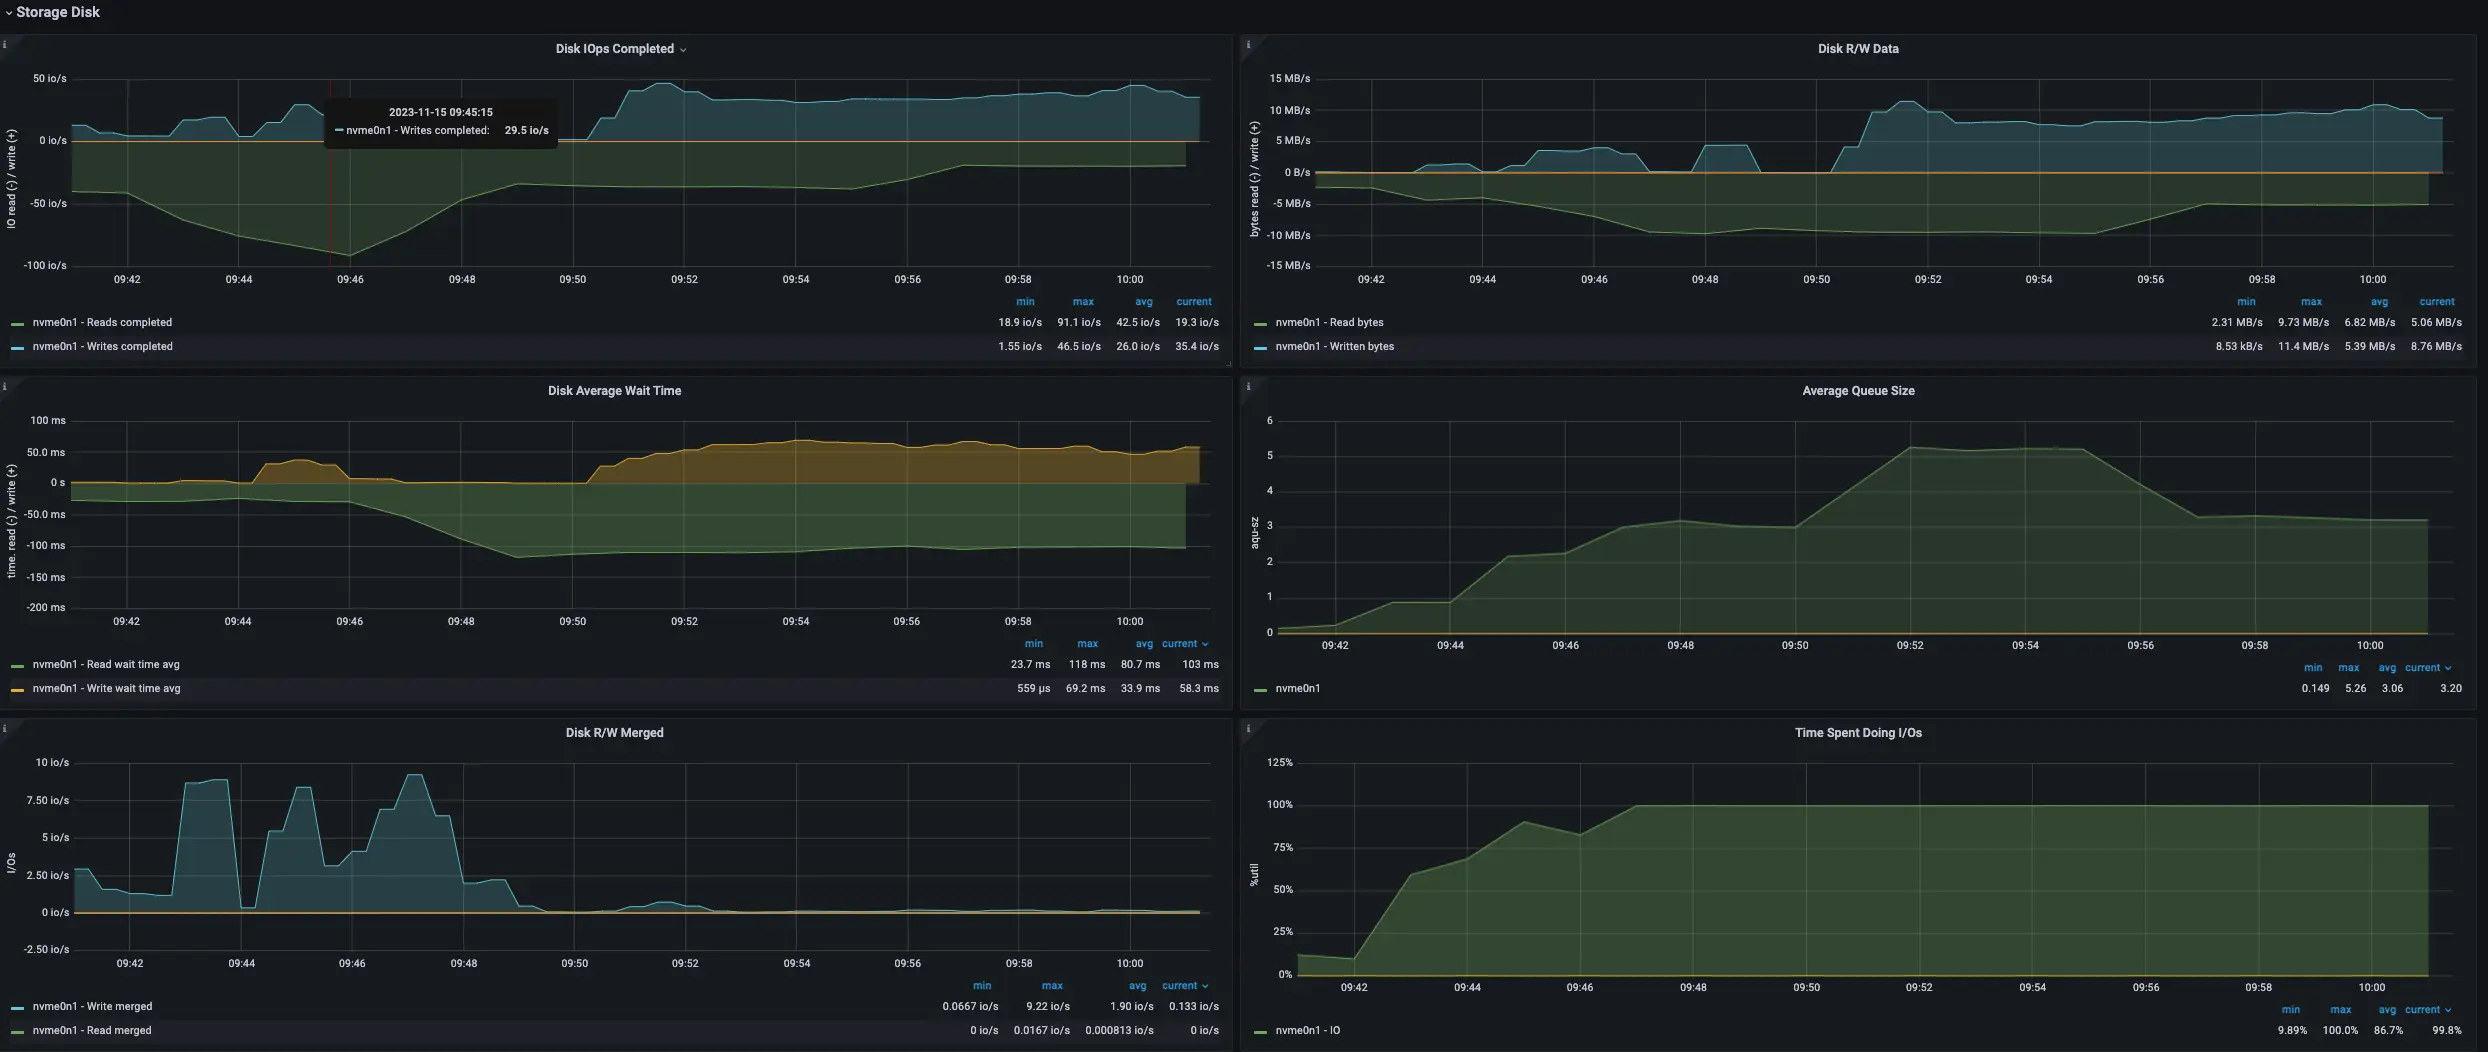 Storage Disk
Disk IOps Completed
50 io/s
0 io/s
-50 io/s
-100 io/s
IO read (-) / write (+)
2023-11-15 09:45:15
nvme0n1 - Writes completed: 29.5 io/s
09:42 09:44 09:46 09:48 09:50 09:52 09:54 09:56 09:58 10:00
min max avg current
nvme0n1 - Reads completed 18.9 io/s 91.1 io/s 42.5 io/s 19.3 io/s
nvme0n1 - Writes completed 1.55 io/s 46.5 io/s 26.0 io/s 35.4 io/s
Disk R/W Data
15 MB/s
10 MB/s
5 MB/s
0 B/s
-5 MB/s
-10 MB/s
-15 MB/s
bytes read (-) / write (+)
09:42 09:44 09:46 09:48 09:50 09:52 09:54 09:56 09:58 10:00
min max avg current
nvme0n1 - Read bytes 2.31 MB/s 9.73 MB/s 6.82 MB/s 5.06 MB/s
nvme0n1 - Written bytes 8.53 kB/s 11.4 MB/s 5.39 MB/s 8.76 MB/s
Disk Average Wait Time
100 ms
50.0 ms
0 s
-50.0 ms
-100 ms
-150 ms
-200 ms
time. read (-) / write (+)
09:42 09:44 09:46 09:48 09:50 09:52 09:54 09:56 09:58 10:00
min max avg current
nvme0n1 - Read wait time avg 23.7 ms 118 ms 80.7 ms 103 ms
nvme0n1 - Write wait time avg 559 µs 69.2 ms 33.9 ms 58.3 ms
Average Queue Size
6
5
4
3
2
1
0
aqu-sz
09:42 09:44 09:46 09:48 09:50 09:52 09:54 09:56 09:58 10:00
min max avg current
nvme0n1 0.149 5.26 3.06 3.20
Disk R/W Merged
10 io/s
7.50 io/s
5 io/s
2.50 io/s
0 io/s
-2.50 io/s
I/Os
09:42 09:44 09:46 09:48 09:50 09:52 09:54 09:56 09:58 10:00
min max avg current
nvme0n1 - Write merged 0.0667 io/s 9.22 io/s 1.90 io/s 0.133 io/s
nvme0n1 - Read merged 0 io/s 0.0167 io/s 0.000813 io/s 0 io/s
Time Spent Doing I/Os
125%
100%
75%
50%
25%
0%
%util
09:42 09:44 09:46 09:48 09:50 09:52 09:54 09:56 09:58 10:00
min max avg current
nvme0n1 - IO 9.89% 100.0% 86.7% 99.8%